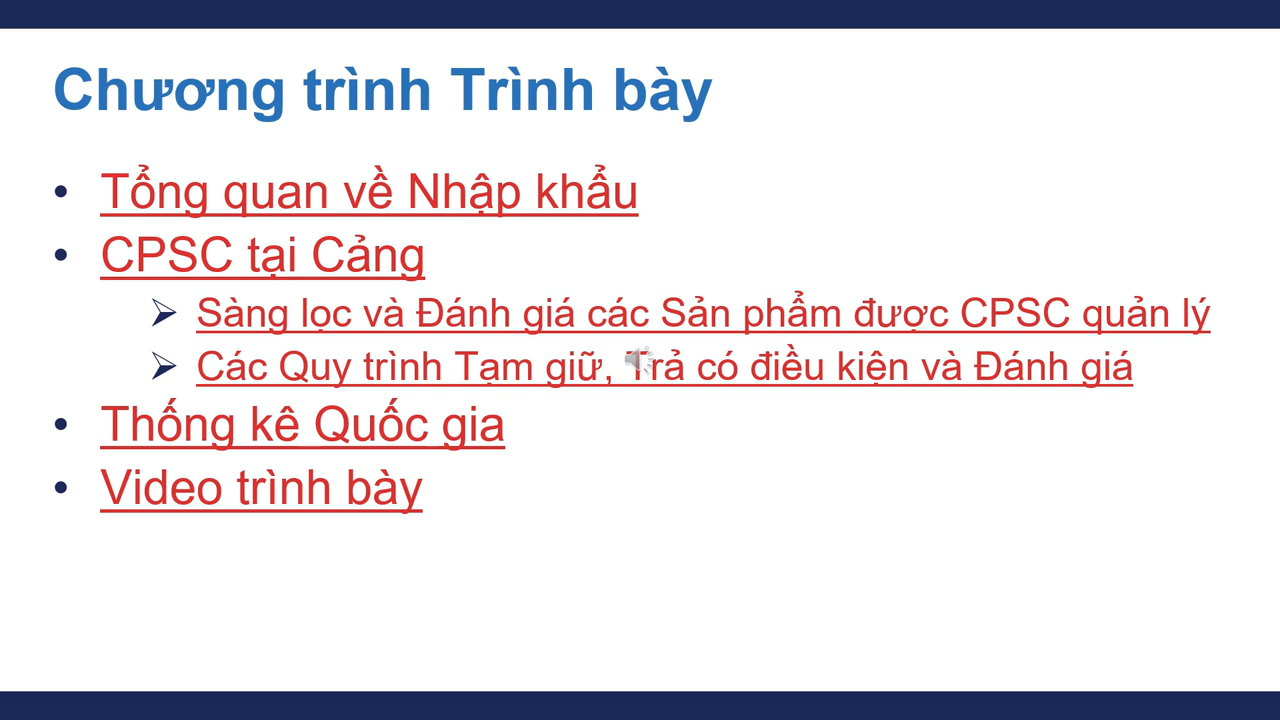 Chương trình Trình bày
• Tổng quan về Nhập khẩu
• CPSC tại Cảng
➢ Sàng lọc và Đánh giá các Sản phẩm được CPSC quản lý
➢ Các Quy trình Tạm giữ, Trả có điều kiện và Đánh giá
• Thống kê Quốc gia
• Video trình bày